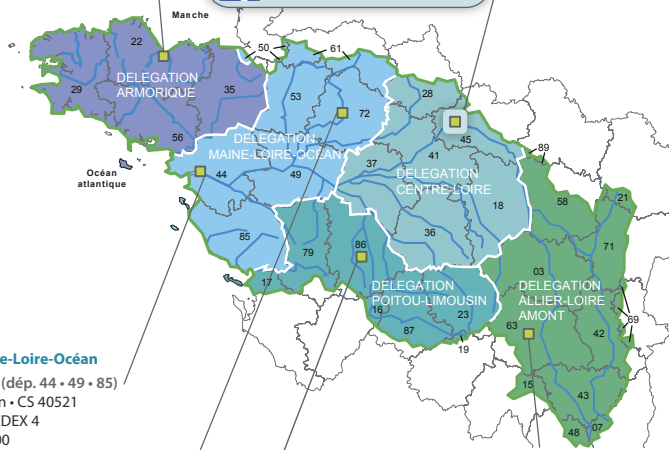 Manche
50
61
22
DELEGATION
ARMORIQUE
29
35
56
53
72
28
DELEGATION
MAINE-LOIRE-OCÉAN
45
41
37
DELEGATION
CENTRE-LOIRE
89
Océan
atlantique
44
49
18
58
21
85
79
86
36
71
17
03
DELEGATION
POITOU-LIMOUSIN
DELEGATION
ALLIER-LOIRE
AMONT
16
23
63
87
19
69
42
15
43
48
07
e-Loire-Océan
(dép. 44 • 49 • 85)
n • CS 40521
DEX 4
00